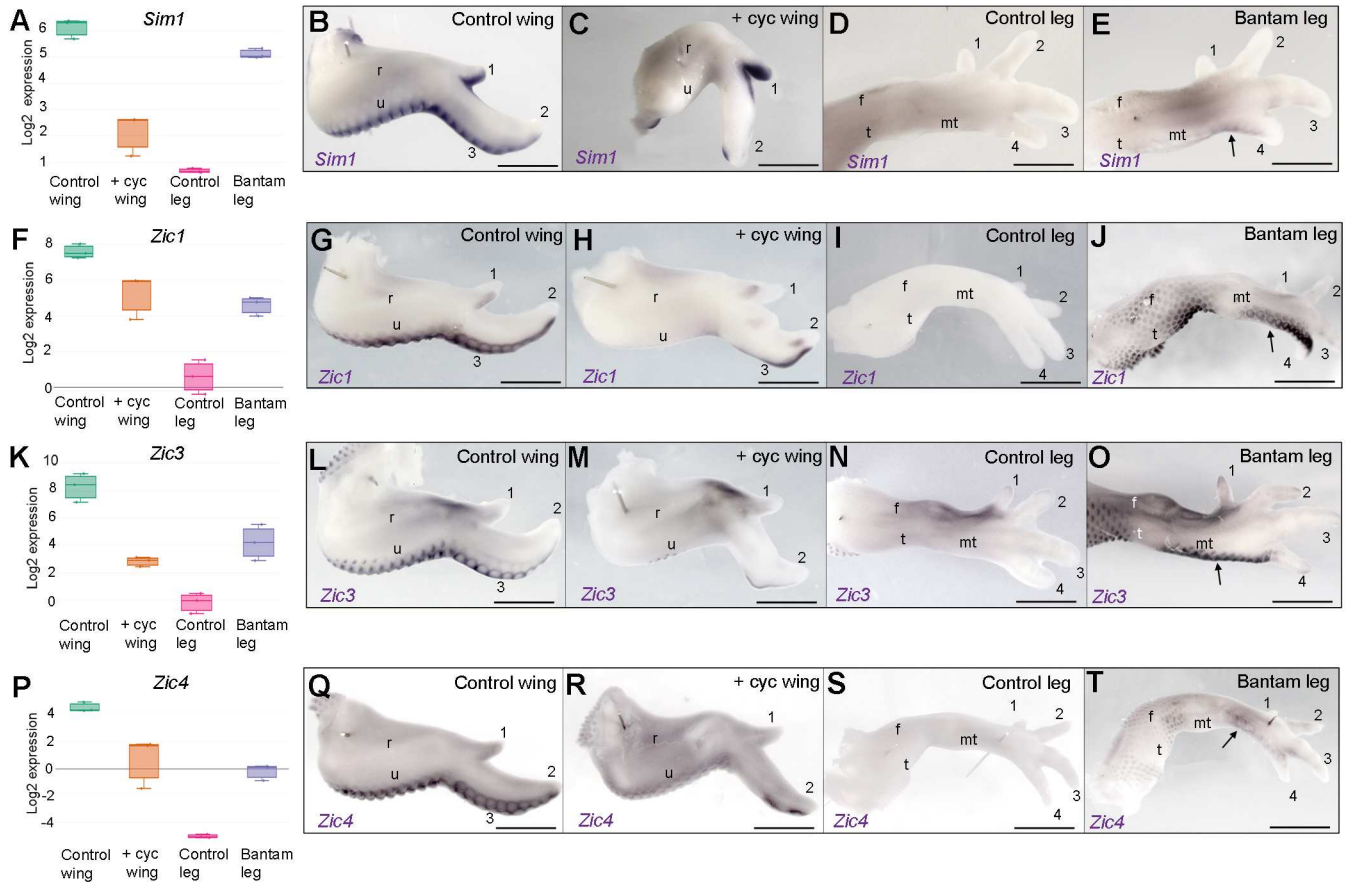 A
Sim1
Log2 expression
6
5
3
2
1
Control wing
+ cyc wing
Control leg
Bantam leg
B
Control wing
r
u
1
2
3
Sim1
C
+ cyc wing
r
u
1
2
Sim1
D
Control leg
f
t
mt
1
2
3
4
Sim1
E
Bantam leg
f
t
mt
1
2
3
4
Sim1
F
Zic1
Log2 expression
8
6
4
2
0
Control wing
+ cyc wing
Control leg
Bantam leg
G
Control wing
r
u
1
2
3
Zic1
H
+ cyc wing
r
u
1
2
3
Zic1
I
Control leg
f
t
mt
1
2
3
4
Zic1
J
Bantam leg
f
t
mt
1
2
3
4
Zic1
K
Zic3
Log2 expression
10
8
6
4
2
0
Control wing
+ cyc wing
Control leg
Bantam leg
L
Control wing
r
u
1
2
3
Zic3
M
+ cyc wing
r
u
1
2
Zic3
N
Control leg
f
t
mt
1
2
3
4
Zic3
O
Bantam leg
f
t
mt
1
2
3
4
Zic3
P
Zic4
Log2 expression
4
2
0
-2
-4
Control wing
+ cyc wing
Control leg
Bantam leg
Q
Control wing
r
u
1
2
3
Zic4
R
+ cyc wing
r
u
1
2
Zic4
S
Control leg
f
t
mt
1
2
3
4
Zic4
T
Bantam leg
f
t
mt
1
2
3
4
Zic4